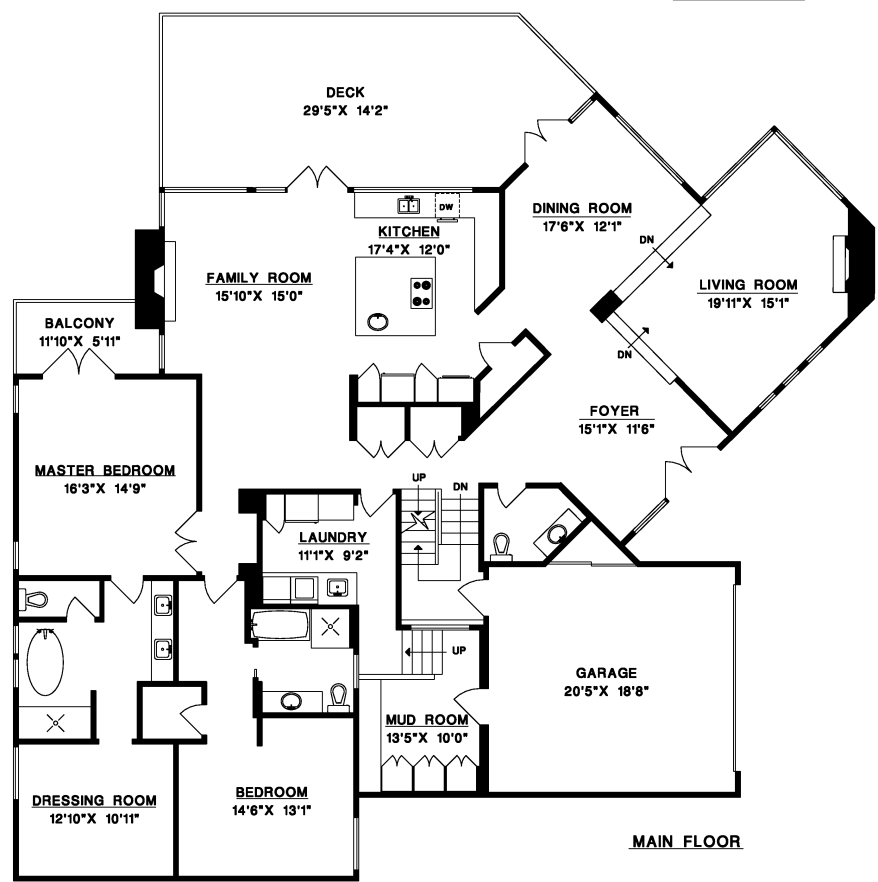 DECK
29'5"X 14'2"
DINING ROOM
17'6"X 12'1"
DW
KITCHEN
17'4"X 12'0"
DN
FAMILY ROOM
15'10"X 15'0"
LIVING ROOM
19'11"X 15'1"
BALCONY
11'10"X 5'11"
DN
FOYER
15'1"X 11'6"
MASTER BEDROOM
16'3"X 14'9"
UP
DN
LAUNDRY
11'1"X 9'2"
UP
GARAGE
20'5"X 18'8"
MUD ROOM
13'5"X 10'0"
DRESSING ROOM
12'10"X 10'11"
BEDROOM
14'6"X 13'1"
MAIN FLOOR